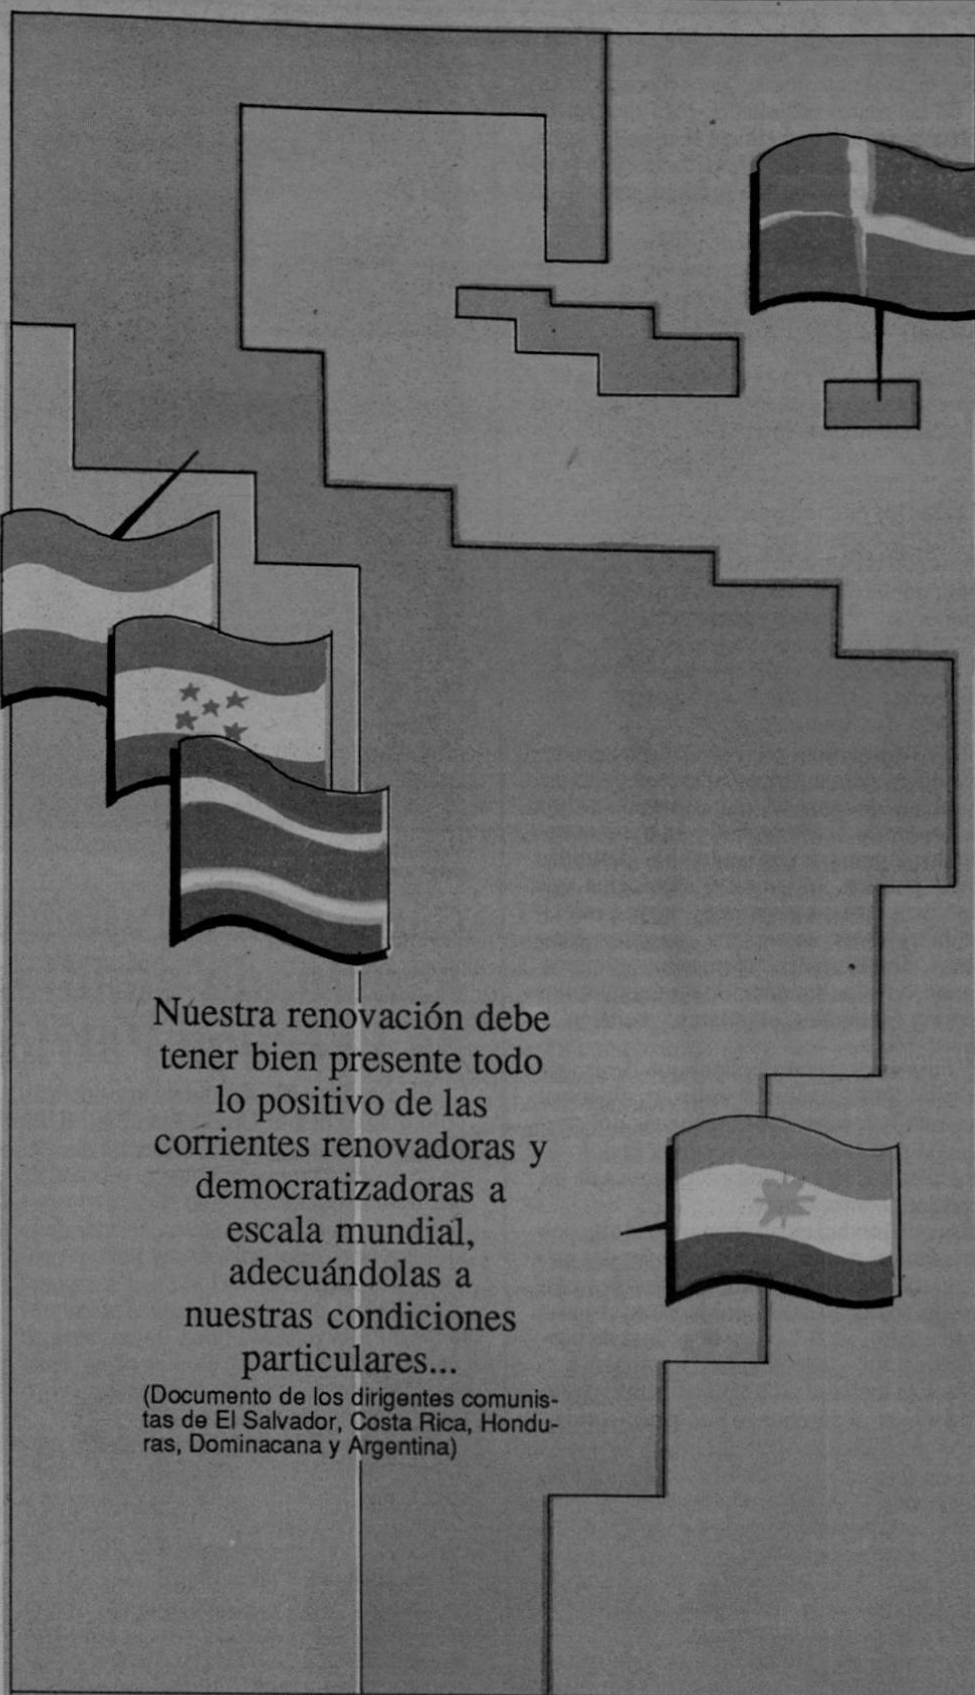 Nuestra renovación debe
tener bien presente todo
lo positivo de las
corrientes renovadoras y
democratizadoras a
escala mundial,
adecuándolas a
nuestras condiciones
particulares...
(Documento de los dirigentes comunis-
tas de El Salvador, Costa Rica, Hondu-
ras, Dominacana y Argentina)